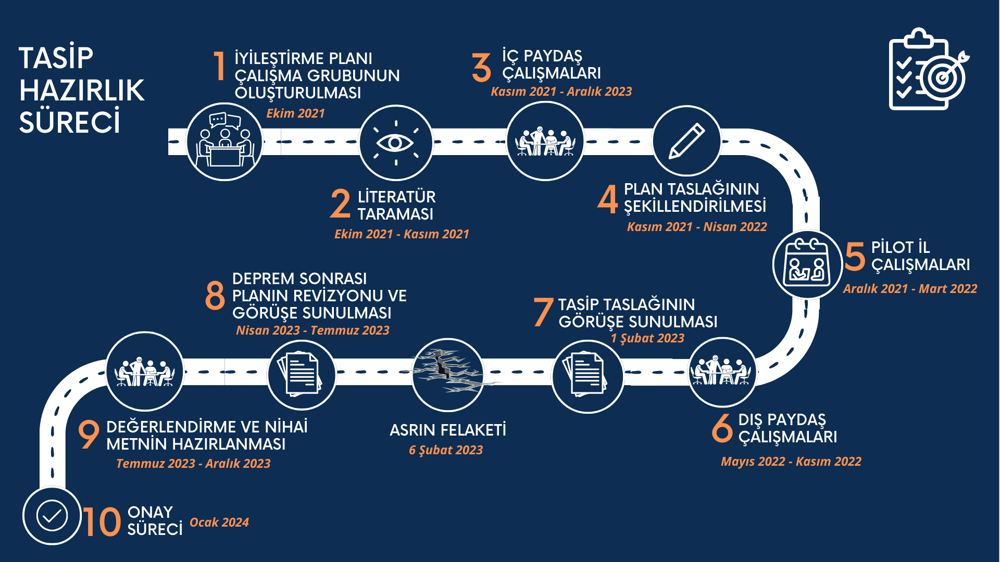 TASİP
HAZIRLIK
SÜRECİ
1
İYİLEŞTİRME PLANI
ÇALIŞMA GRUBUNUN
OLUŞTURULMASI
Ekim 2021
2
LİTERATÜR
TARAMASI
Ekim 2021 - Kasım 2021
3
İÇ PAYDAŞ
ÇALIŞMALARI
Kasım 2021 - Aralık 2023
4
PLAN TASLAĞININ
ŞEKİLLENDİRİLMESİ
Kasım 2021 - Nisan 2022
5
PİLOT İL
ÇALIŞMALARI
Aralık 2021 - Mart 2022
6
DIŞ PAYDAŞ
ÇALIŞMALARI
Mayıs 2022 - Kasım 2022
7
TASİP TASLAĞININ
GÖRÜŞE SUNULMASI
1 Şubat 2023
ASRIN FELAKETİ
6 Şubat 2023
8
DEPREM SONRASI
PLANIN REVİZYONU VE
GÖRÜŞE SUNULMASI
Nisan 2023 - Temmuz 2023
9
DEĞERLENDİRME VE NİHAİ
METNİN HAZIRLANMASI
Temmuz 2023 - Aralık 2023
10
ONAY
SÜRECİ
Ocak 2024